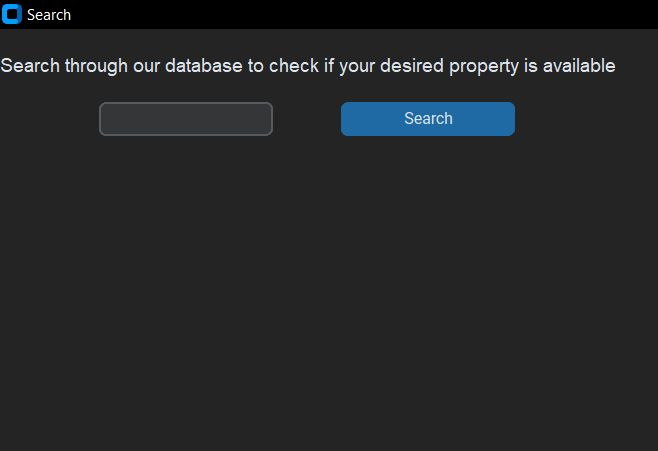 Search
Search through our database to check if your desired property is available
Search